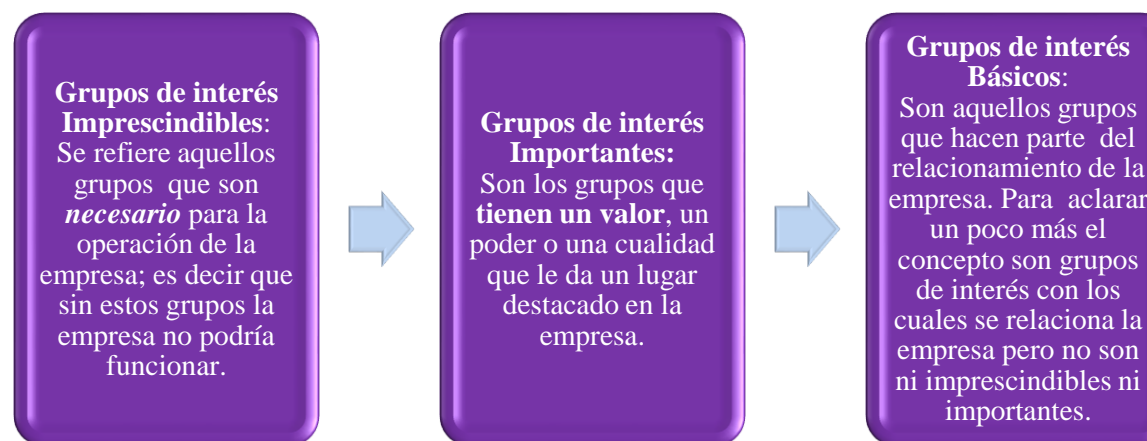 Grupos de interés
Imprescindibles:
Se refiere aquellos
grupos que son
necesario para la
operación de la
empresa; es decir que
sin estos grupos la
empresa no podría
funcionar.
Grupos de interés
Importantes:
Son los grupos que
tienen un valor, un
poder o una cualidad
que le da un lugar
destacado en la
empresa.
Grupos de interés
Básicos:
Son aquellos grupos
que hacen parte del
relacionamiento de la
empresa. Para aclarar
un poco más el
concepto son grupos
de interés con los
cuales se relaciona la
empresa pero no son
ni imprescindibles ni
importantes.